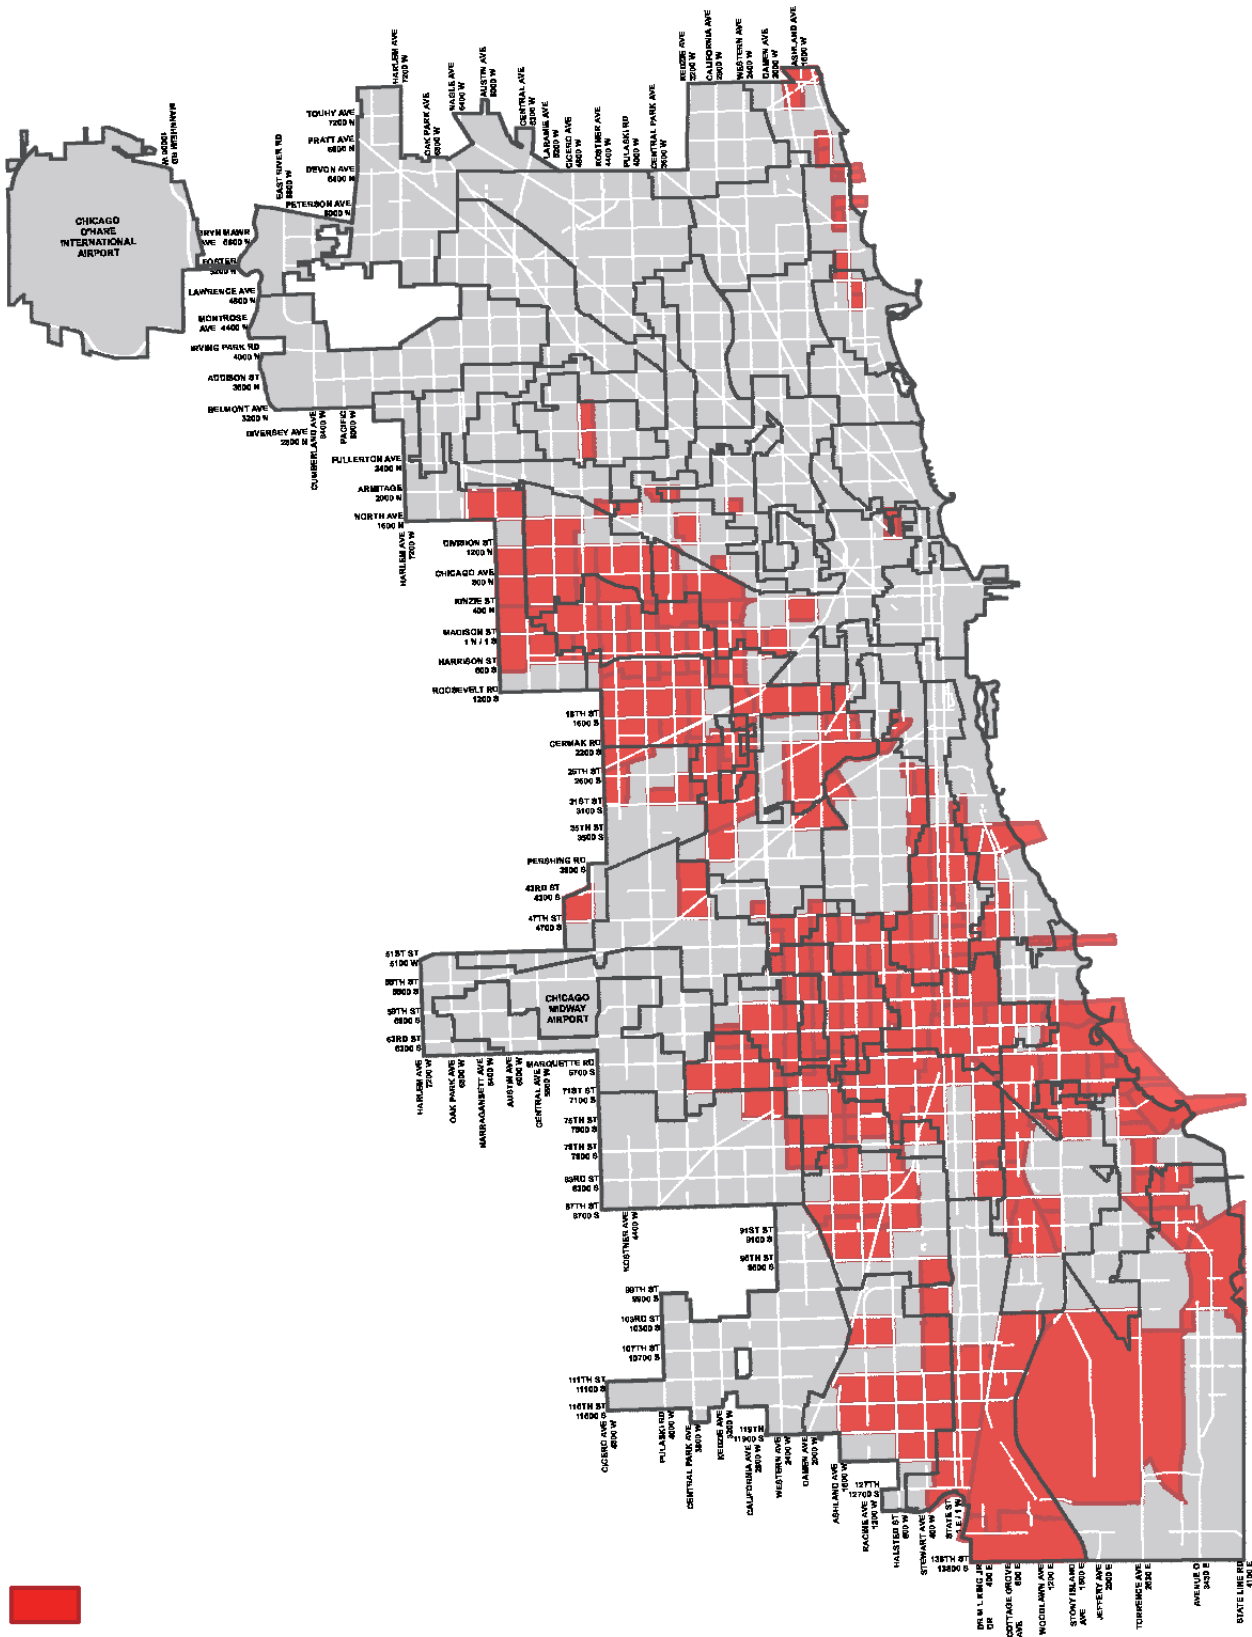 HARLEM AVE
7200 W
OAK PARK AVE
6800 W
NAGLE AVE
6400 W
AUSTIN AVE
6000 W
CENTRAL AVE
LARAMIE AVE
5200 W
CICERO AVE
4800 W
KOSTNER AVE
4400 W
PULASKI RD
4000 W
CENTRAL PARK AVE
3600 W
KEDZIE AVE
3200 W
CALIFORNIA AVE
2800 W
WESTERN AVE
2400 W
DAMEN AVE
2000 W
ASHLAND AVE
1600 W
MANNHEIM RD
EAST RIVER RD
8800 W
TOUHY AVE
7200 N
PRATT AVE
6800 N
DEVON AVE
6400 N
PETERSON AVE
6000 N
CHICAGO
O'HARE
INTERNATIONAL
AIRPORT
BRYN MAWR
AVE 5600 N
FOSTER
5200 N
LAWRENCE AVE
4800 N
MONTROSE
AVE 4400 N
IRVING PARK RD
4000 N
ADDISON ST
3600 N
BELMONT AVE
3200 N
DIVERSEY AVE
2800 N
CUMBERLAND AVE
8400 W
PACIFIC
8000 W
FULLERTON AVE
2400 N
ARMITAGE
2000 N
NORTH AVE
1600 N
HARLEM AVE
7200 W
DIVISION ST
1200 N
CHICAGO AVE
800 N
KINZIE ST
400 N
MADISON ST
1 N / 1 S
HARRISON ST
600 S
ROOSEVELT RD
1200 S
16TH ST
1600 S
CERMAK RD
2200 S
26TH ST
2600 S
31ST ST
3100 S
35TH ST
3500 S
PERSHING RD
3900 S
43RD ST
4300 S
47TH ST
4700 S
51ST ST
5100 W
55TH ST
5500 S
59TH ST
5900 S
63RD ST
6300 S
CHICAGO
MIDWAY
AIRPORT
HARLEM AVE
7200 W
OAK PARK AVE
6800 W
NARRAGANSETT AVE
6400 W
AUSTIN AVE
6000 W
CENTRAL AVE
5600 W
MARQUETTE RD
6700 S
71ST ST
7100 S
75TH ST
7500 S
79TH ST
7900 S
83RD ST
8300 S
87TH ST
8700 S
KOSTNER AVE
4400 W
91ST ST
9100 S
95TH ST
9500 S
99TH ST
9900 S
103RD ST
10300 S
107TH ST
10700 S
111TH ST
11100 S
115TH ST
11500 S
CICERO AVE
4800 W
PULASKI RD
4000 W
CENTRAL PARK AVE
3600 W
KEDZIE AVE
3200 W
119TH
11900 S
CALIFORNIA AVE
2800 W
WESTERN AVE
2400 W
DAMEN AVE
2000 W
ASHLAND AVE
1600 W
127TH
12700 S
RACINE AVE
1200 W
HALSTED ST
800 W
STEWART AVE
400 W
STATE ST
1 E / 1 W
138TH ST
13800 S
DR M L KING JR
DR 400 E
COTTAGE GROVE
AVE 800 E
WOODLAWN AVE
1200 E
STONY ISLAND
AVE 1600 E
JEFFERY AVE
2000 E
TORRENCE AVE
2630 E
AVENUE O
3430 E
STATE LINE RD
4100 E